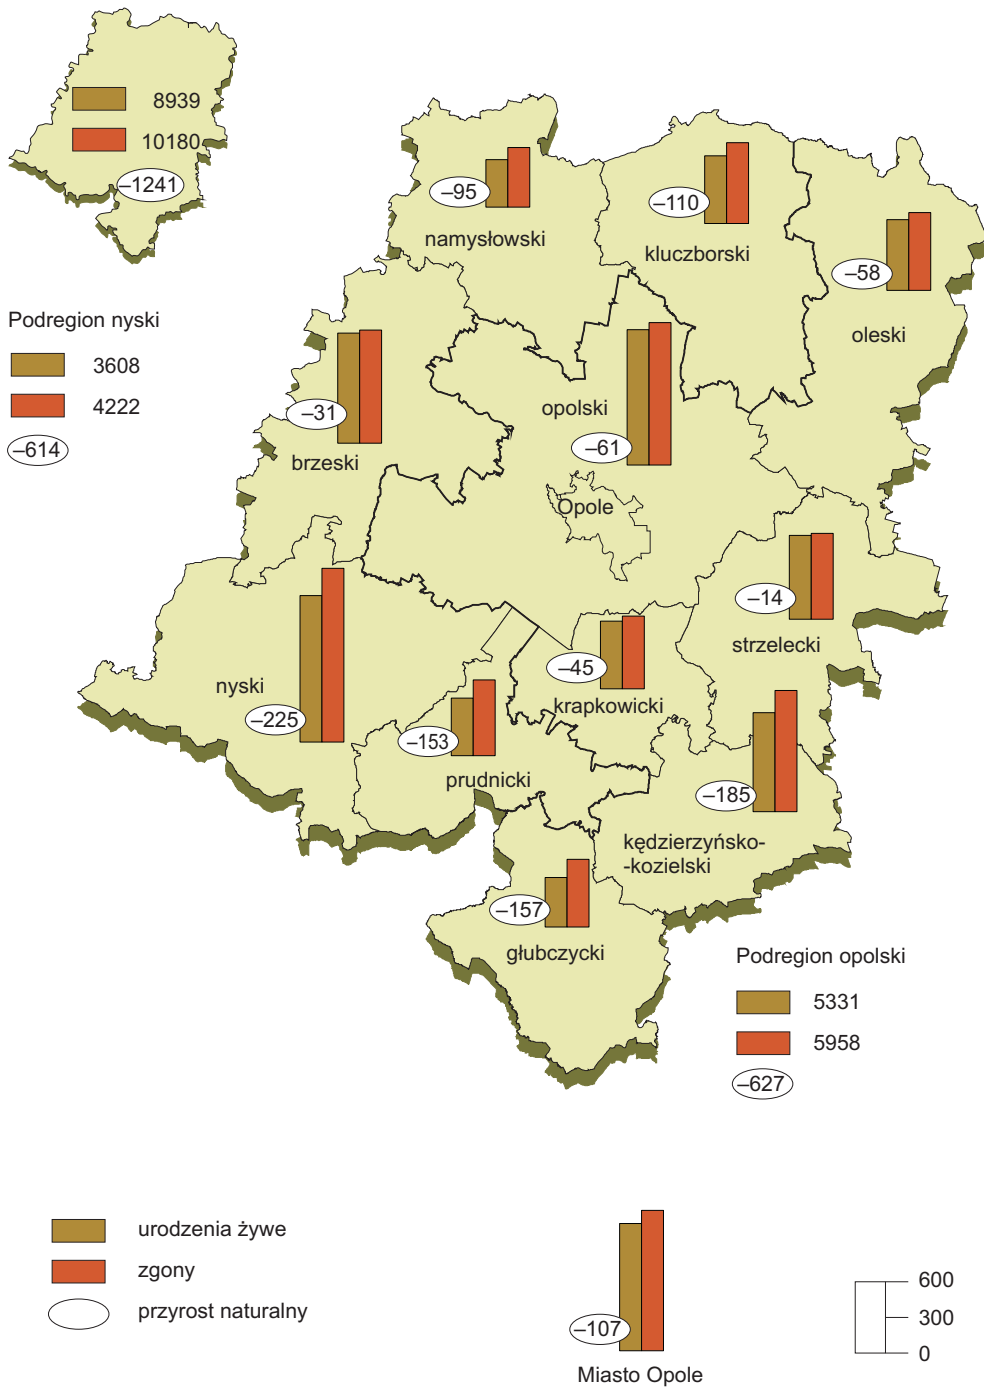 8939
10180
–1241
Podregion nyski
3608
4222
–614
–95
namysłowski
–110
kluczborski
–58
oleski
–31
brzeski
opolski
–61
Opole
–14
strzelecki
nyski
–225
–45
krapkowicki
–153
prudnicki
–185
kędzierzyńsko-
-kozielski
–157
głubczycki
Podregion opolski
5331
5958
–627
urodzenia żywe
zgony
przyrost naturalny
–107
Miasto Opole
600
300
0